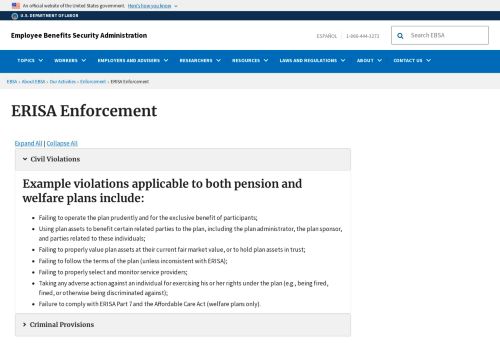 An official website of the United States government. Here's how you know
U.S. DEPARTMENT OF LABOR
Employee Benefits Security Administration
ESPAÑOL | 1-866-444-3272
Search EBSA
TOPICS WORKERS EMPLOYERS AND ADVISERS RESEARCHERS RESOURCES LAWS AND REGULATIONS ABOUT CONTACT US
EBSA › About EBSA › Our Activities › Enforcement › ERISA Enforcement
ERISA Enforcement
Expand All | Collapse All
Civil Violations
Example violations applicable to both pension and
welfare plans include:
• Failing to operate the plan prudently and for the exclusive benefit of participants;
• Using plan assets to benefit certain related parties to the plan, including the plan administrator, the plan sponsor,
and parties related to these individuals;
• Failing to properly value plan assets at their current fair market value, or to hold plan assets in trust;
• Failing to follow the terms of the plan (unless inconsistent with ERISA);
• Failing to properly select and monitor service providers;
• Taking any adverse action against an individual for exercising his or her rights under the plan (e.g., being fired,
fined, or otherwise being discriminated against);
• Failure to comply with ERISA Part 7 and the Affordable Care Act (welfare plans only).
Criminal Provisions